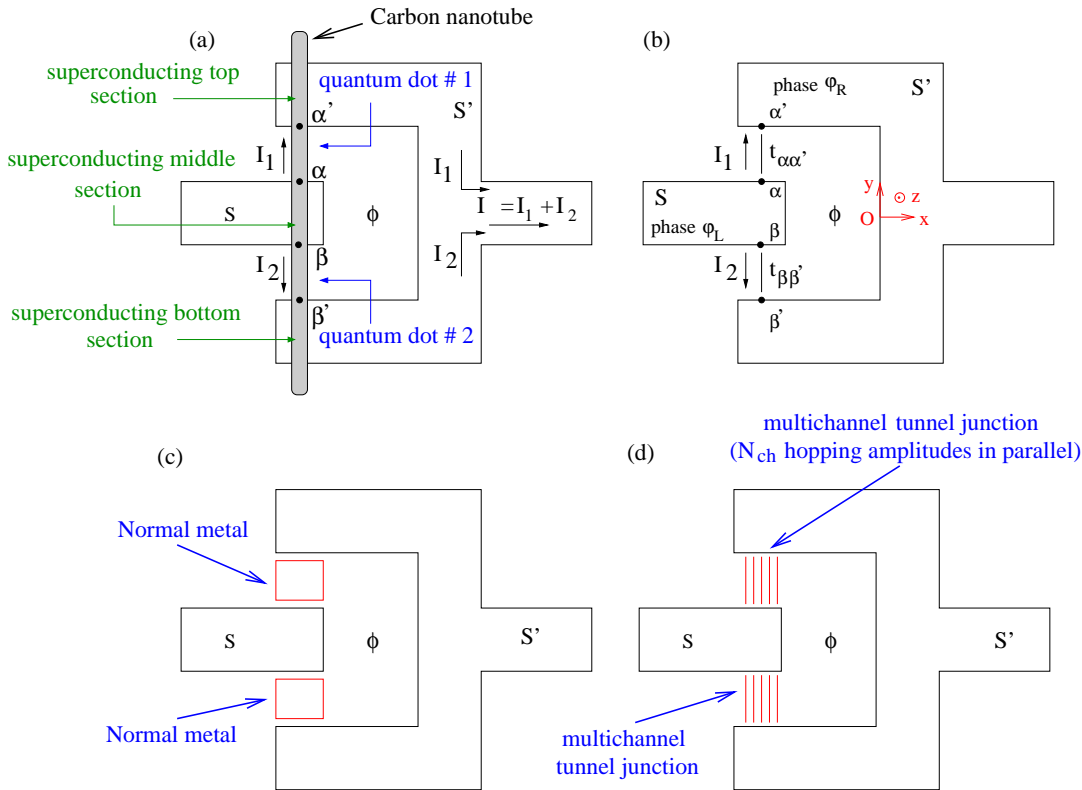 Carbon nanotube
(a)
superconducting top
section
quantum dot # 1
α'
S'
I1
superconducting middle
section
α
I1
I =I1 +I2
S
ϕ
β
I2
I2
superconducting bottom
section
β'
quantum dot # 2
(b)
phase φR
S'
α'
I1
tαα'
S
α
y
z
phase φL
β
ϕ
O
x
I2
tββ'
β'
(c)
Normal metal
S
ϕ
S'
Normal metal
multichannel tunnel junction
(d)
(Nch hopping amplitudes in parallel)
S
ϕ
S'
multichannel
tunnel junction